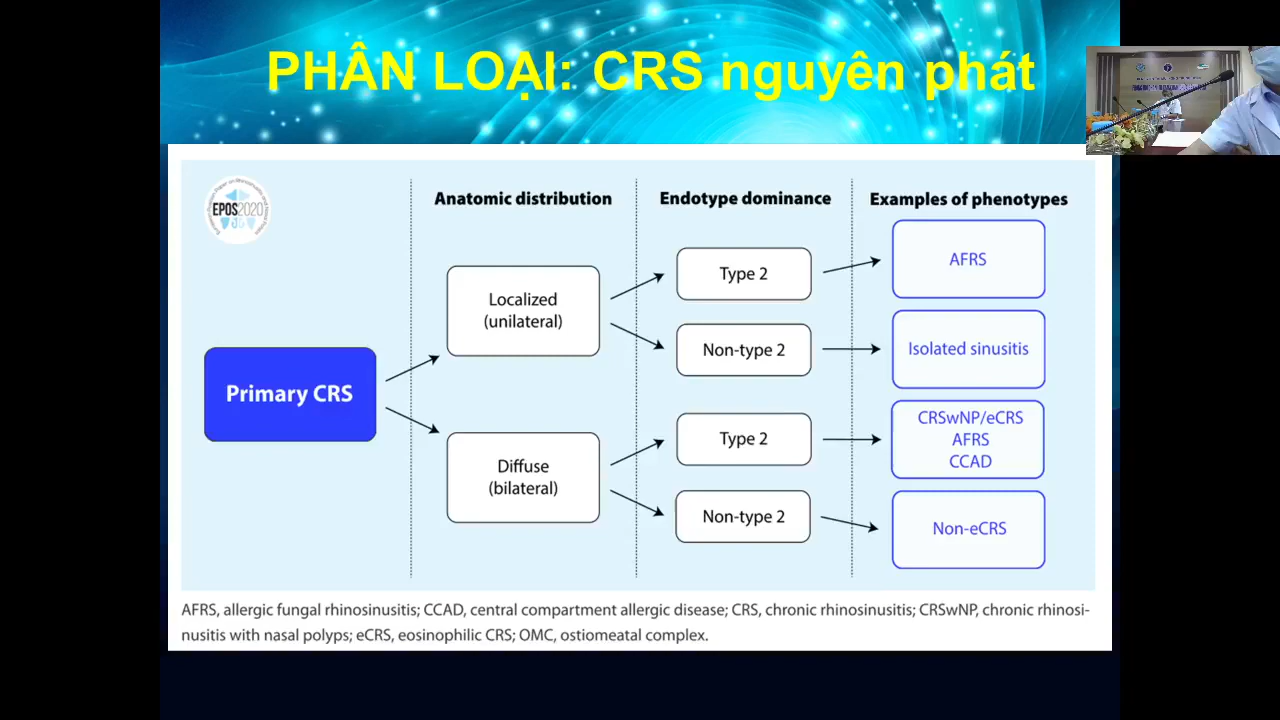 PHÂN LOẠI: CRS nguyên phát
EPOS2020
Anatomic distribution
Endotype dominance
Examples of phenotypes
Primary CRS
Localized
(unilateral)
Diffuse
(bilateral)
Type 2
Non-type 2
Type 2
Non-type 2
AFRS
Isolated sinusitis
CRSwNP/eCRS
AFRS
CCAD
Non-eCRS
AFRS, allergic fungal rhinosinusitis; CCAD, central compartment allergic disease; CRS, chronic rhinosinusitis; CRSwNP, chronic rhinosi-
nusitis with nasal polyps; eCRS, eosinophilic CRS; OMC, ostiomeatal complex.